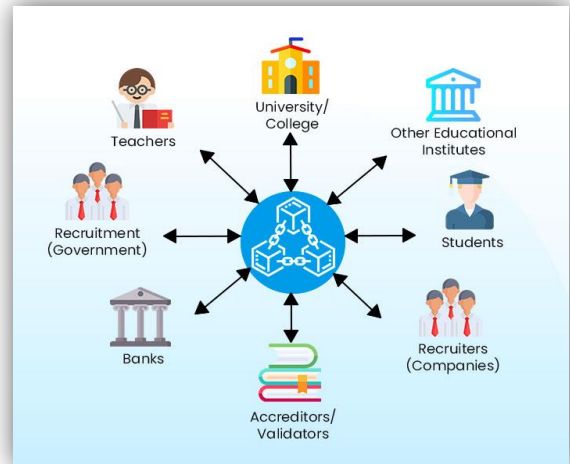 University/
College
Teachers
Other Educational
Institutes
Recruitment
(Government)
Students
Banks
Recruiters
(Companies)
Accreditors/
Validators